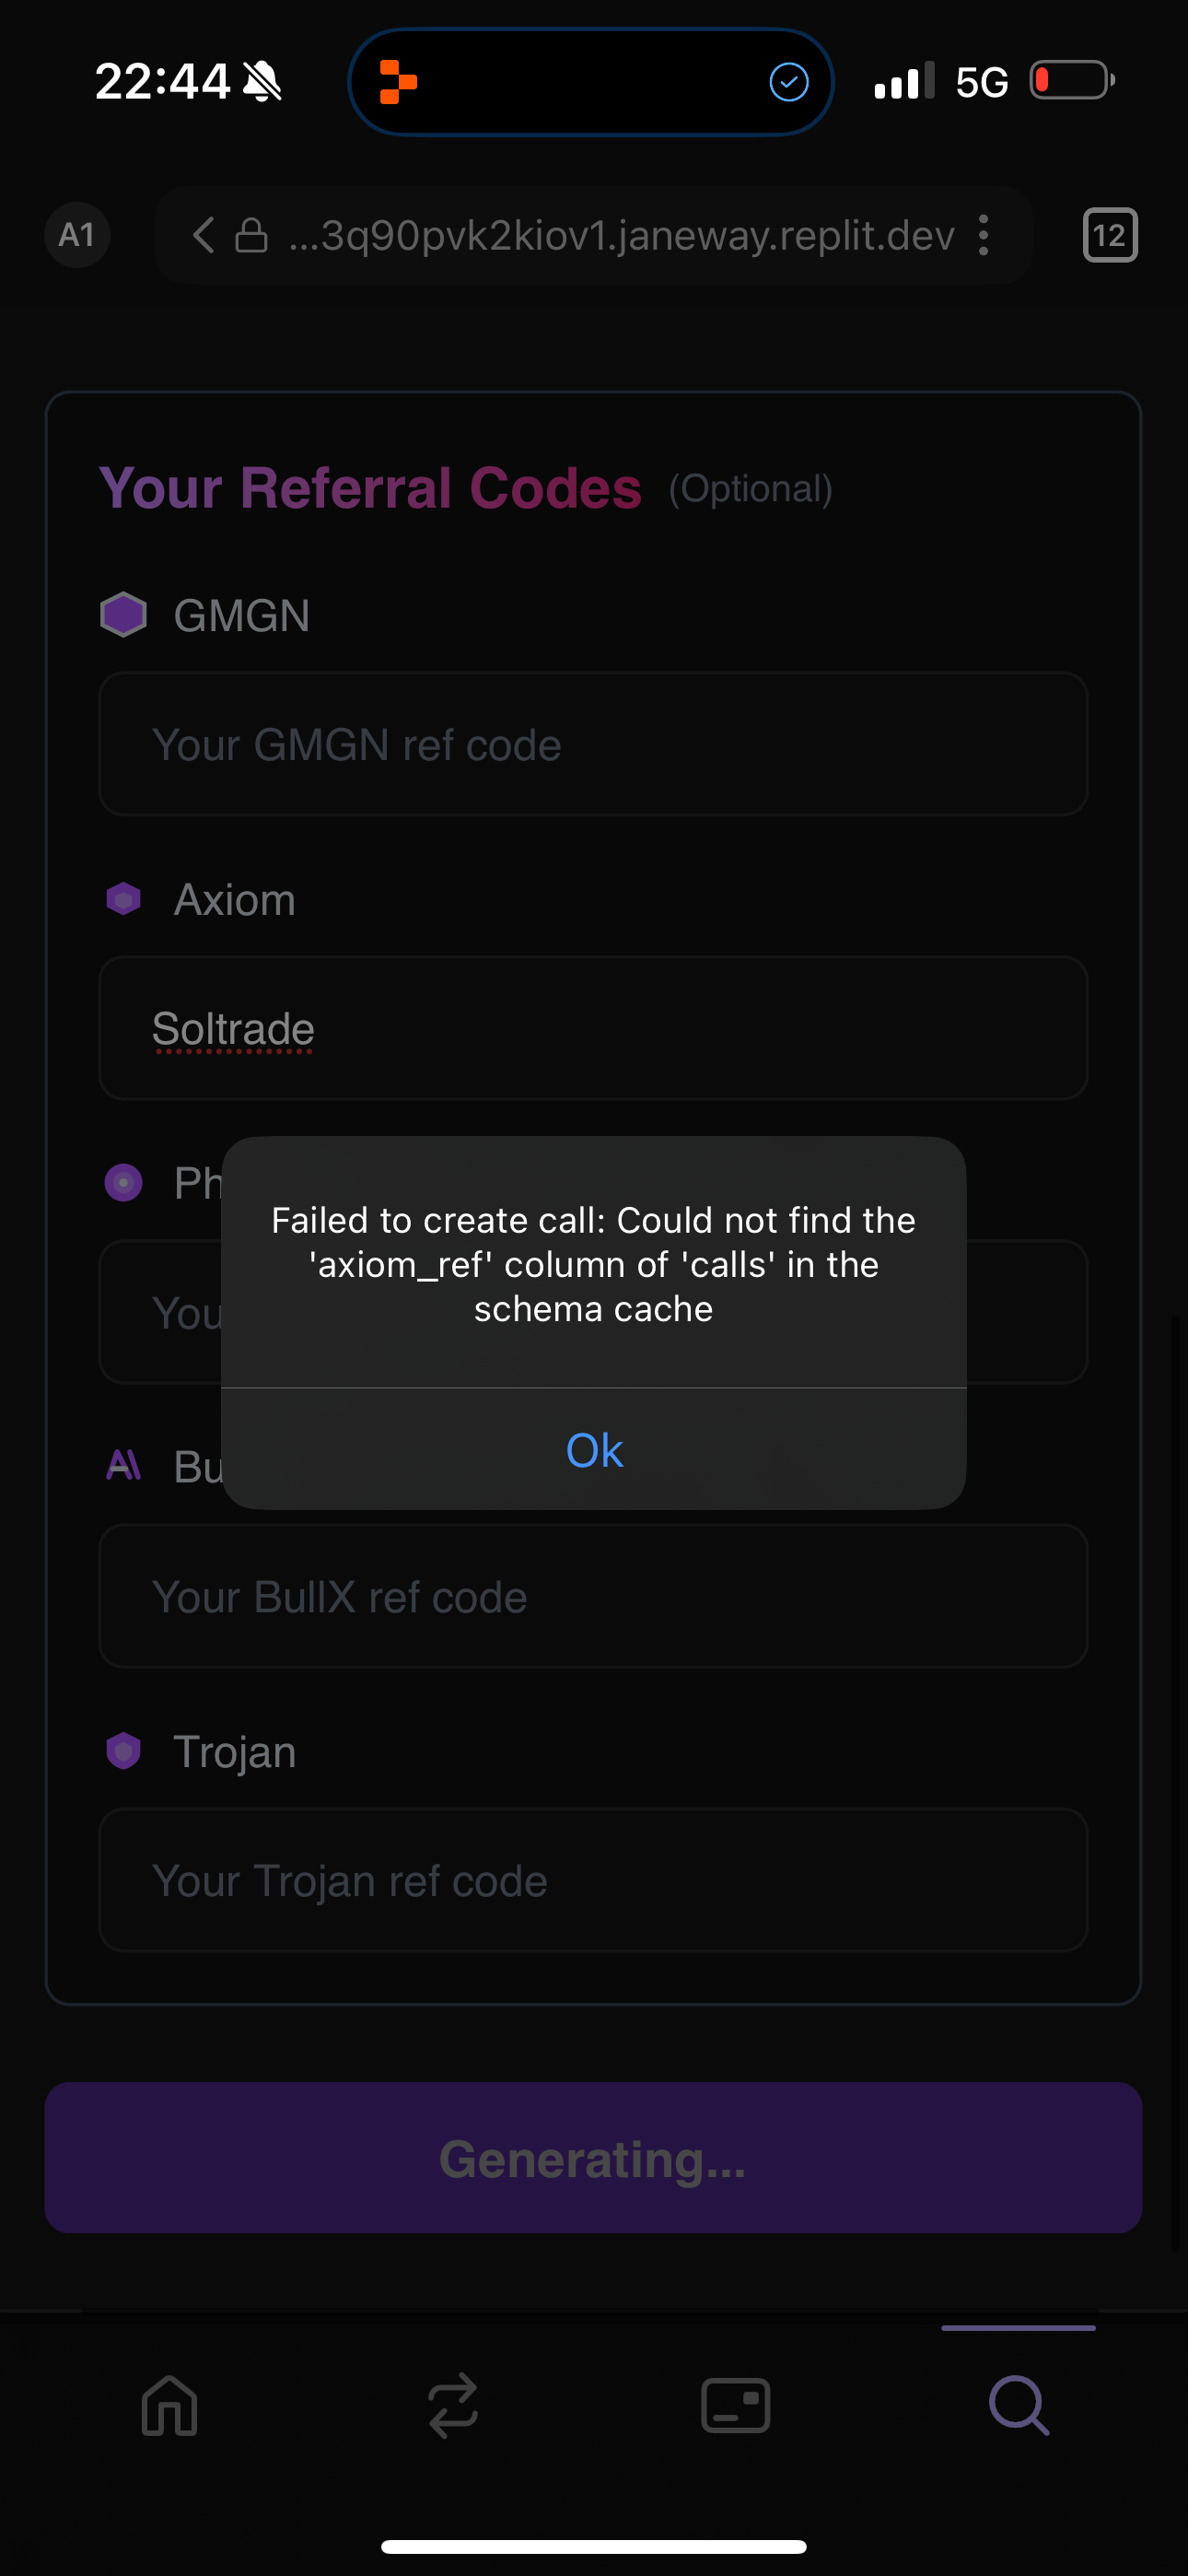 22:44
5G
A1
...3q90pvk2kiov1.janeway.replit.dev
12
Your Referral Codes (Optional)
GMGN
Your GMGN ref code
Axiom
Soltrade
Ph
You
Failed to create call: Could not find the
'axiom_ref' column of 'calls' in the
schema cache
Ok
Bu
Your BullX ref code
Trojan
Your Trojan ref code
Generating...